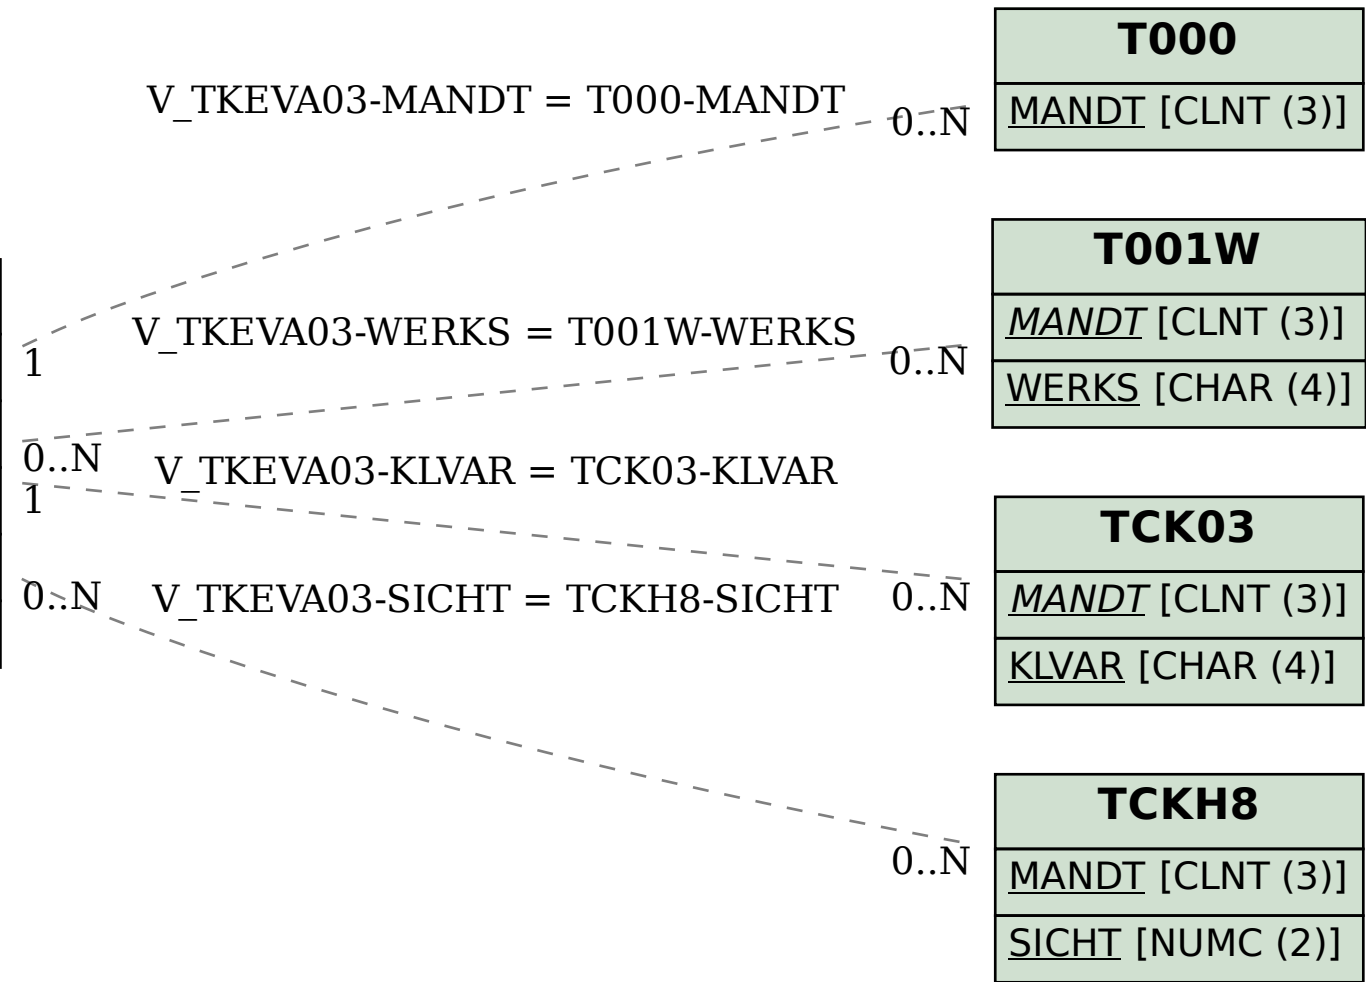 T000
V_TKEVA03-MANDT = T000-MANDT
0..N
MANDT [CLNT (3)]
T001W
V_TKEVA03-WERKS = T001W-WERKS
1
0..N
MANDT [CLNT (3)]
WERKS [CHAR (4)]
0..N
V_TKEVA03-KLVAR = TCK03-KLVAR
1
TCK03
0..N
V_TKEVA03-SICHT = TCKH8-SICHT
0..N
MANDT [CLNT (3)]
KLVAR [CHAR (4)]
TCKH8
0..N
MANDT [CLNT (3)]
SICHT [NUMC (2)]